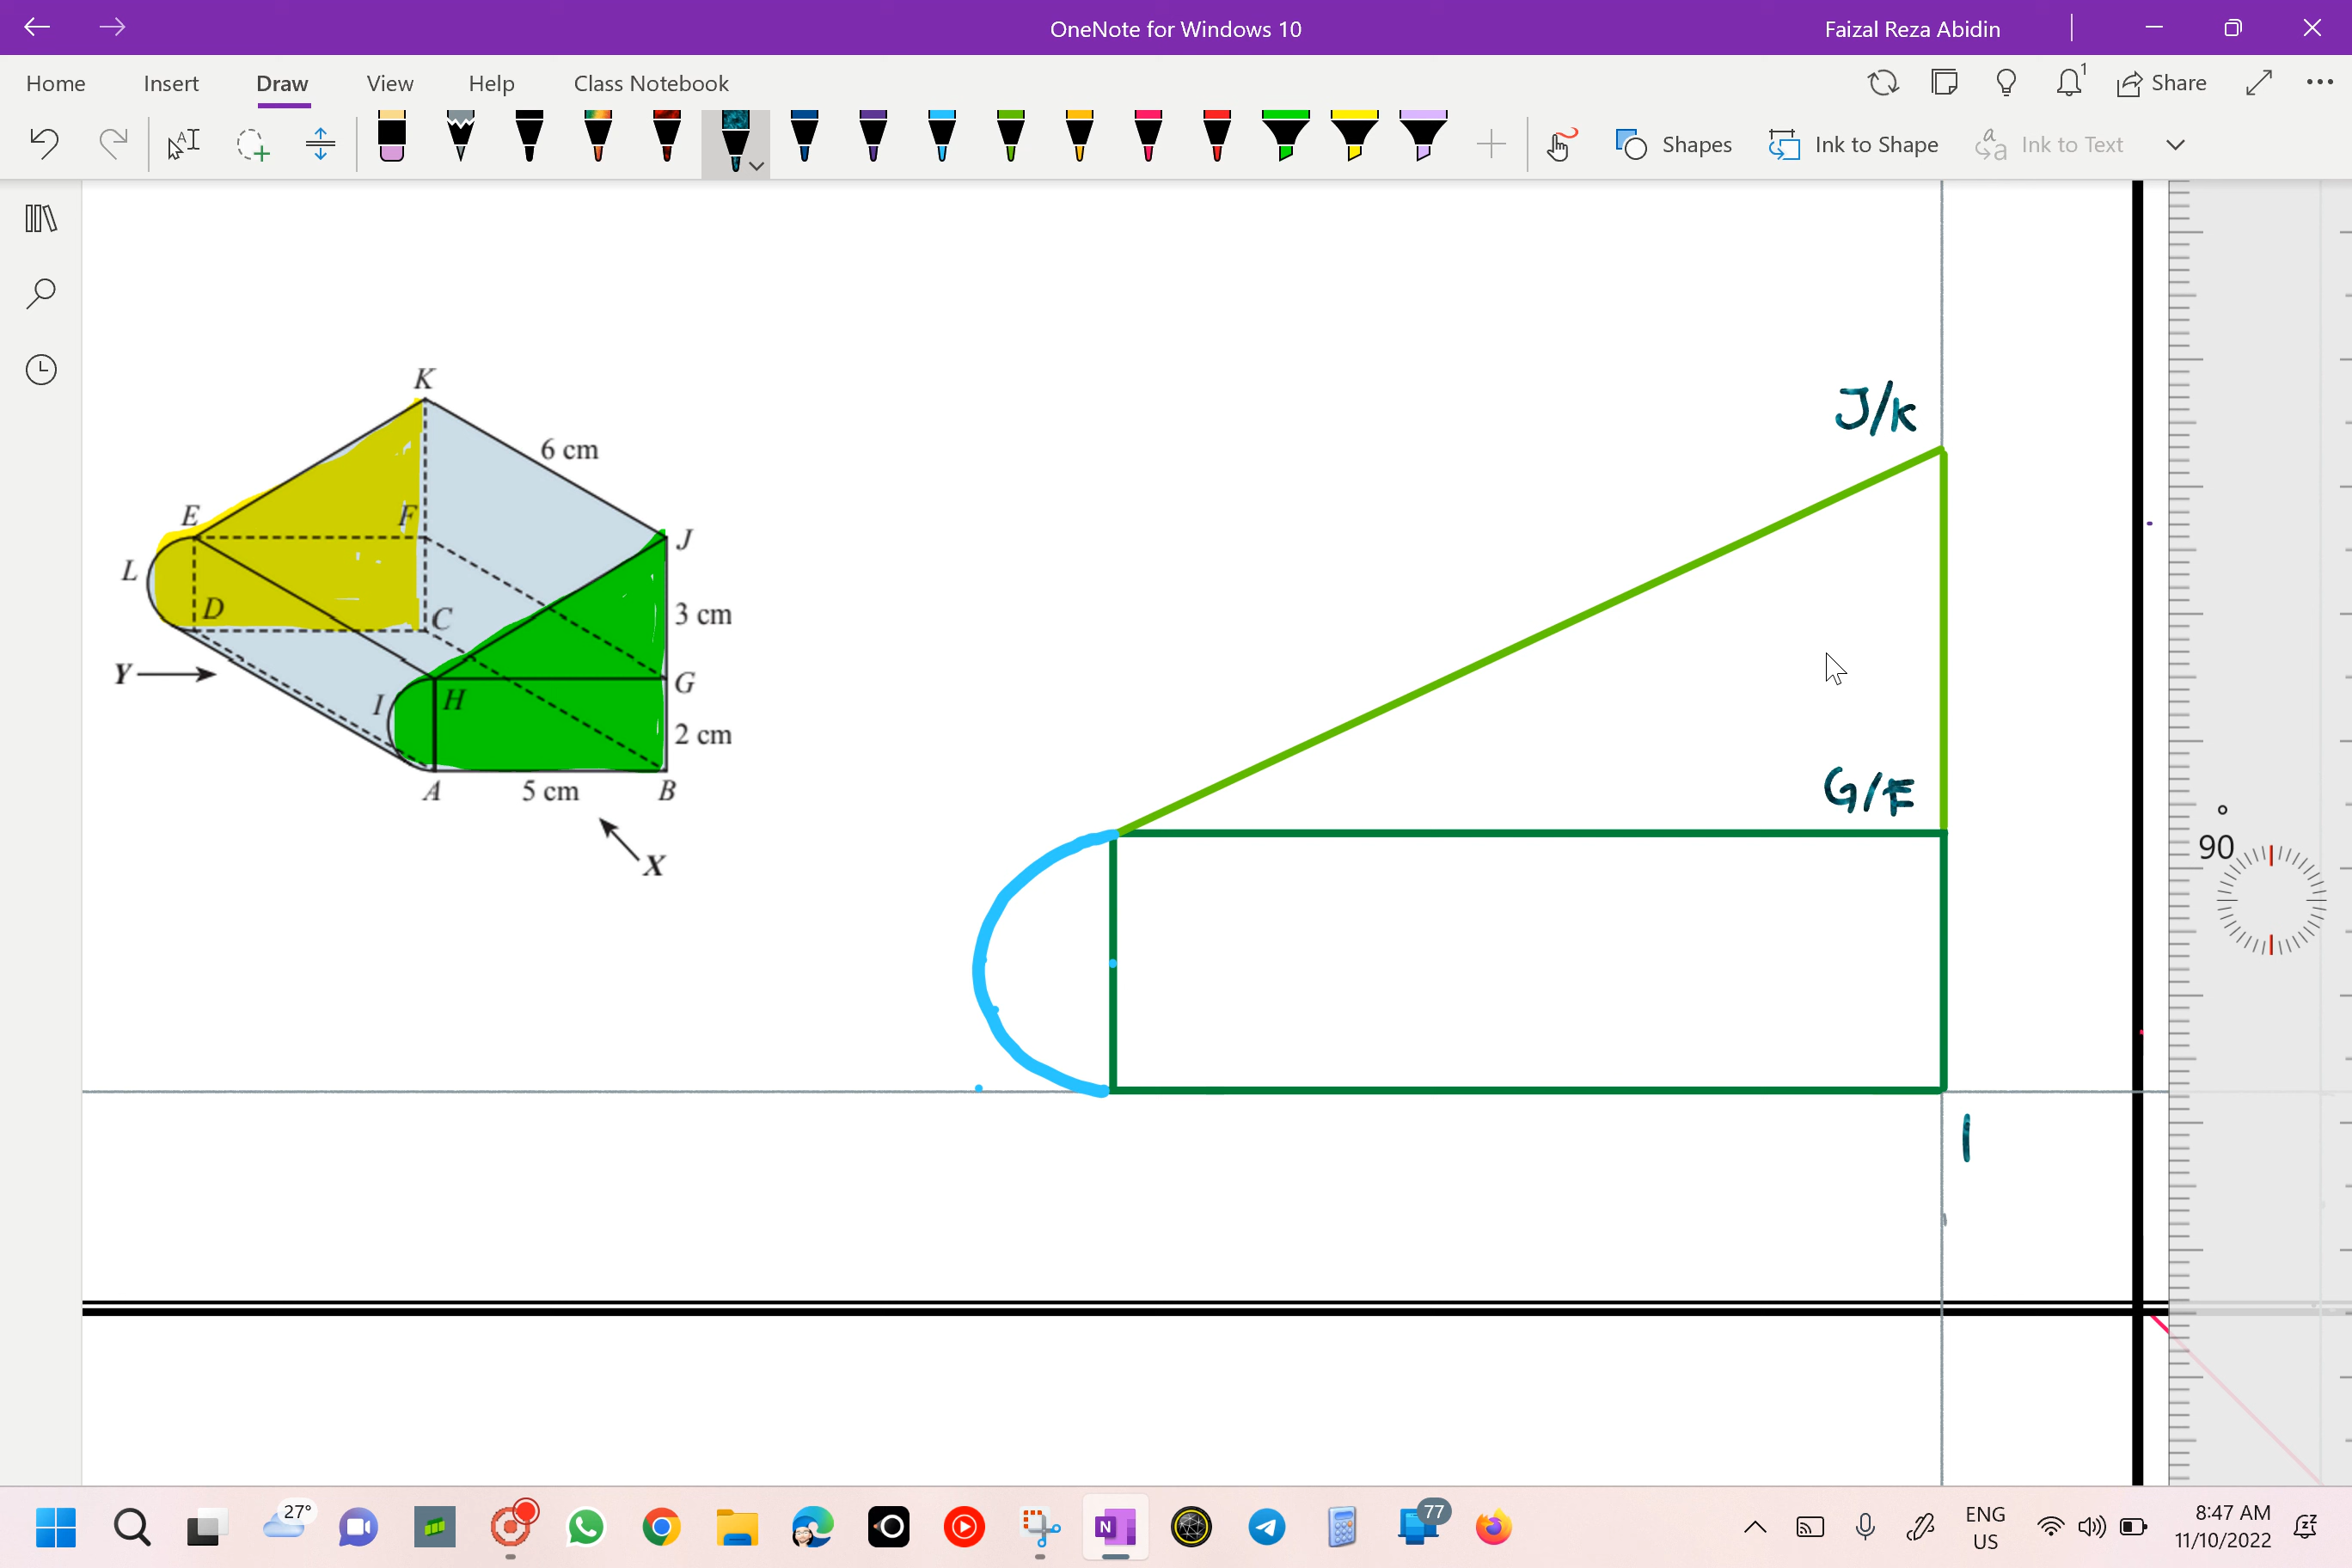 OneNote for Windows 10
Faizal Reza Abidin
Home Insert Draw View Help Class Notebook
1
Share
Shapes
Ink to Shape
Ink to Text
K
6 cm
E
F
J
L
D
C
3 cm
Y
I
H
G
2 cm
A
5 cm
B
X
J/K
G/F
90
27°
77
ENG
US
8:47 AM
11/10/2022